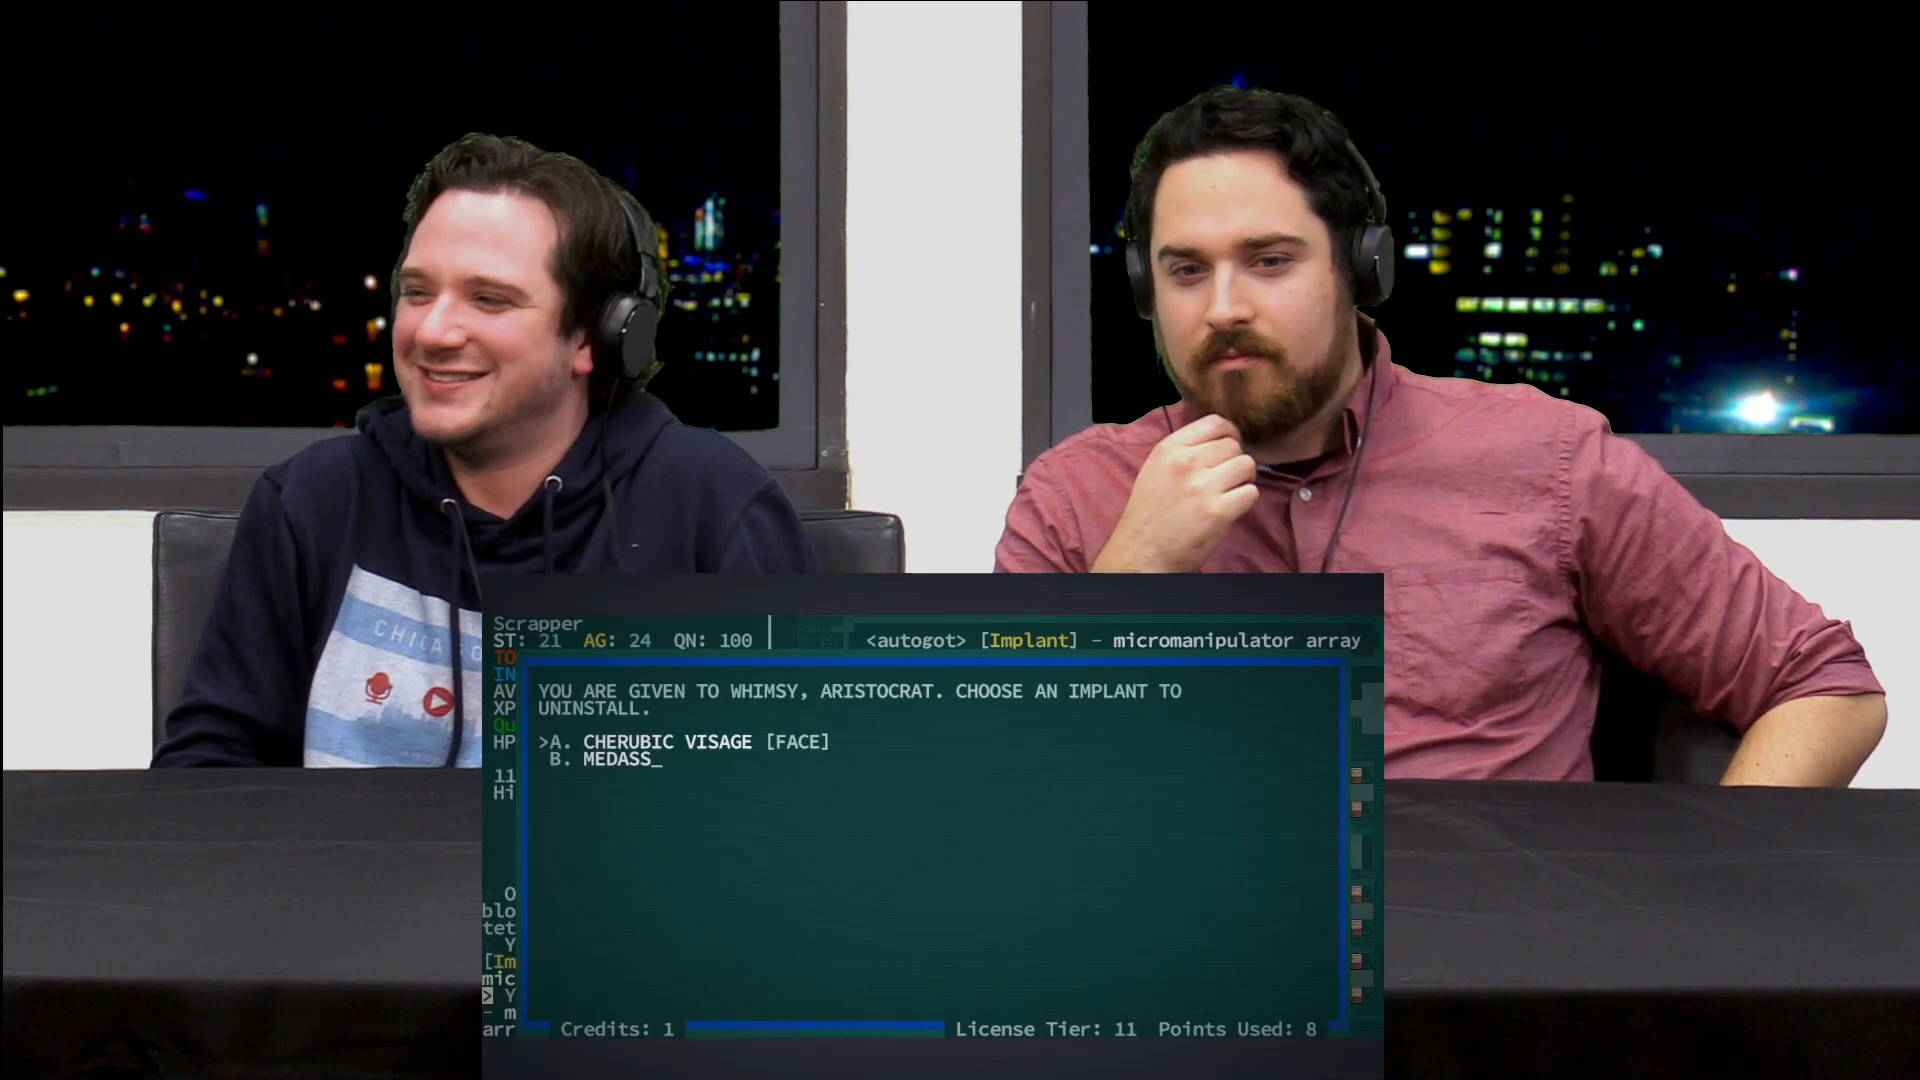 CHICAGO
Scrapper
ST: 21 AG: 24 QN: 100
<autogot> [Implant] - micromanipulator array
TO
IN
AV
XP
Qu
HP
11
Hi
YOU ARE GIVEN TO WHIMSY, ARISTOCRAT. CHOOSE AN IMPLANT TO
UNINSTALL.
>A. CHERUBIC VISAGE [FACE]
B. MEDASS_
O
blo
tet
Y
[Im
mic
> Y
- m
arr
Credits: 1
License Tier: 11 Points Used: 8